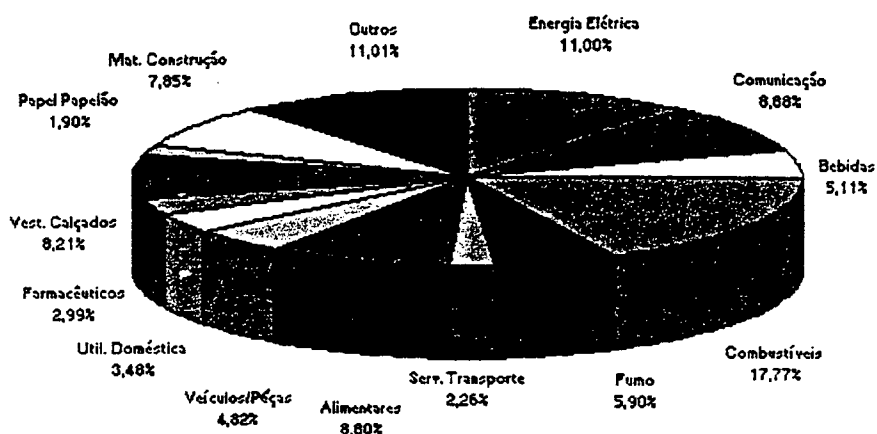 Outros
11,01%
Energia Elétrica
11,00%
Mat. Construção
7,85%
Comunicação
8,88%
Papel Papelão
1,90%
Bebidas
5,11%
Vest. Calçados
8,21%
Farmacêuticos
2,99%
Util. Doméstica
3,48%
Combustíveis
17,77%
Veículos/Peças
4,82%
Alimentares
8,80%
Serv. Transporte
2,26%
Fumo
5,90%